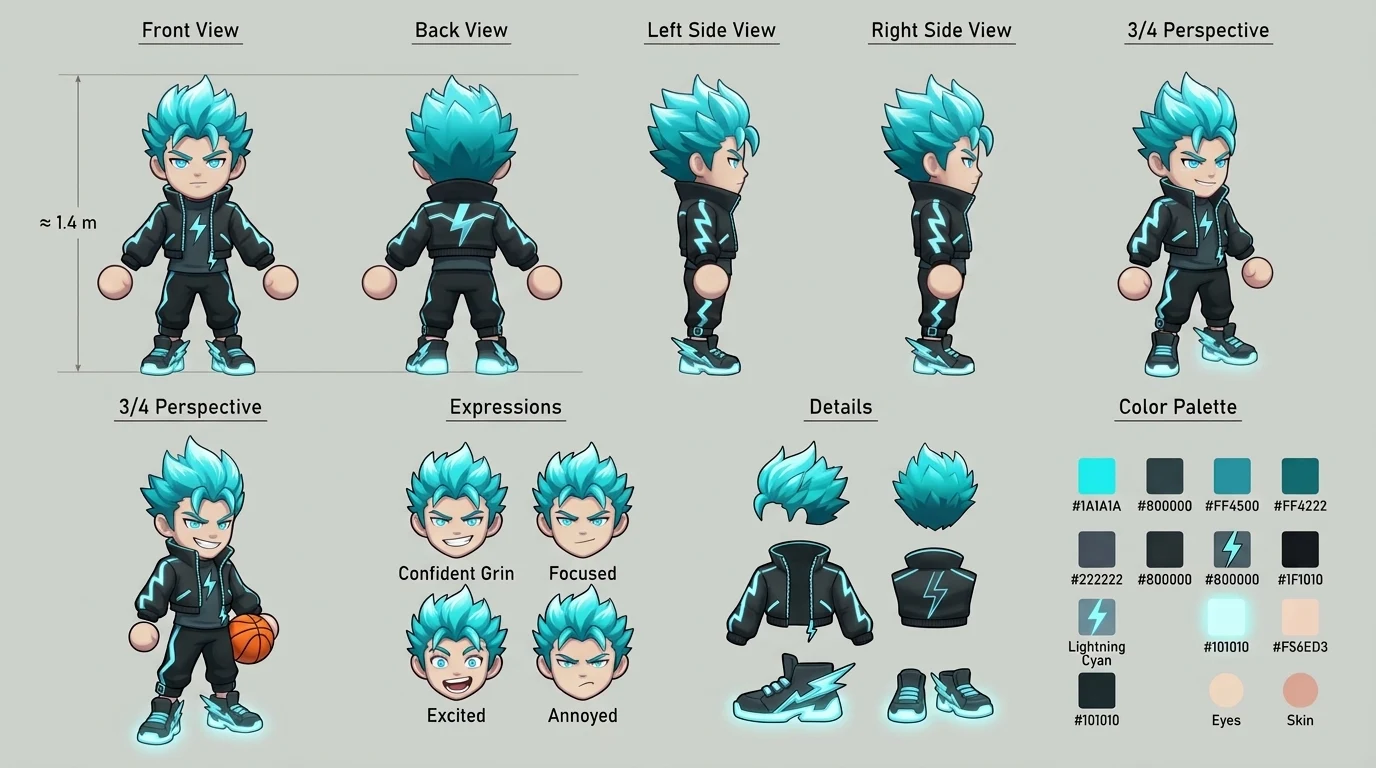 Front View
Back View
Left Side View
Right Side View
3/4 Perspective
≈ 1.4 m
3/4 Perspective
Expressions
Details
Color Palette
#1A1A1A
#800000
#FF4500
#FF4222
Confident Grin
Focused
#222222
#800000
#800000
#1F1010
Lightning
Cyan
#101010
#FS6ED3
Excited
Annoyed
#101010
Eyes
Skin